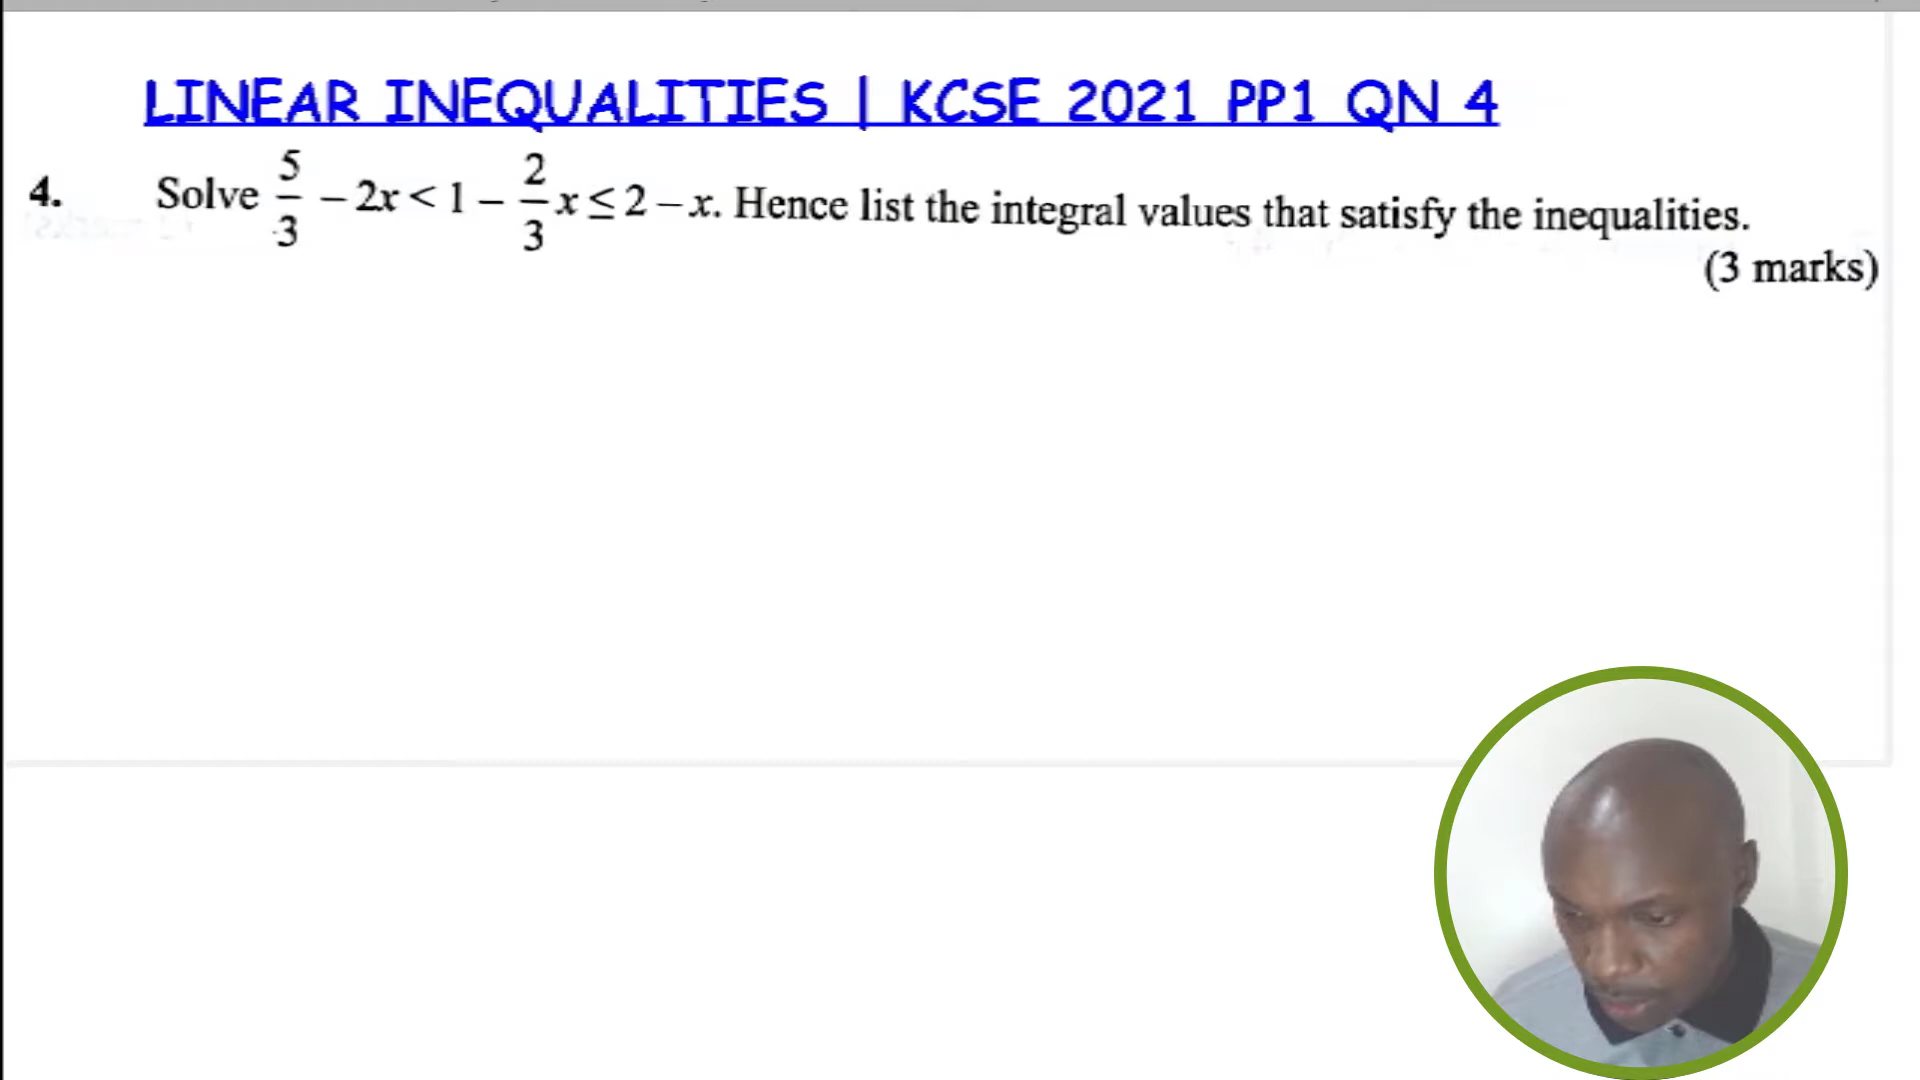 LINEAR INEQUALITIES | KCSE 2021 PP1 QN 4
4. Solve 5/3 – 2x < 1 – 2/3 x ≤ 2 – x. Hence list the integral values that satisfy the inequalities.
(3 marks)